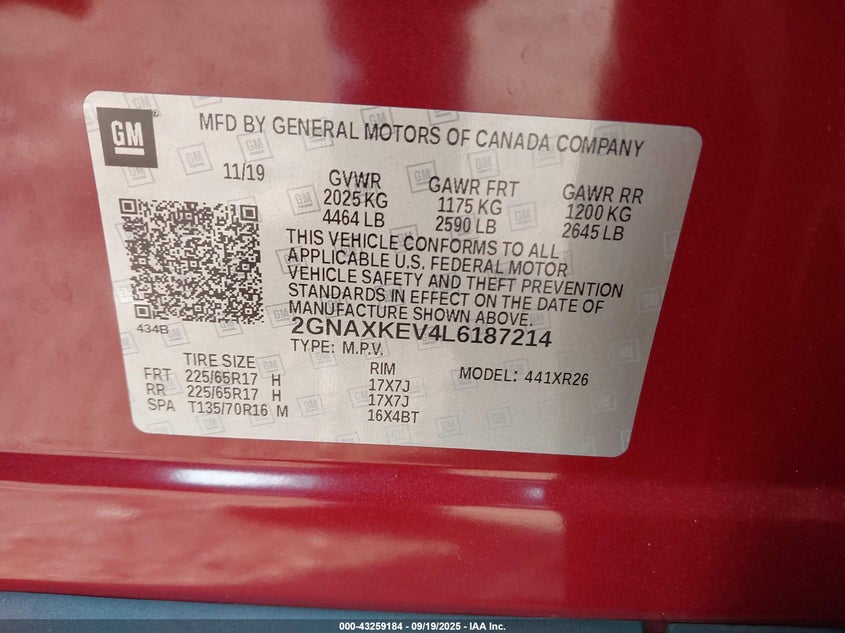 GM
MFD BY GENERAL MOTORS OF CANADA COMPANY
11/19
GVWR
2025 KG
4464 LB
GAWR FRT
1175 KG
2590 LB
GAWR RR
1200 KG
2645 LB
THIS VEHICLE CONFORMS TO ALL
APPLICABLE U.S. FEDERAL MOTOR
VEHICLE SAFETY AND THEFT PREVENTION
STANDARDS IN EFFECT ON THE DATE OF
MANUFACTURE SHOWN ABOVE.
434B
2GNAXKEV4L6187214
TYPE: M.P.V.
TIRE SIZE RIM MODEL: 441XR26
FRT 225/65R17 H 17X7J
RR 225/65R17 H 17X7J
SPA T135/70R16 M 16X4BT
000-43259184 - 09/19/2025 - IAA Inc.